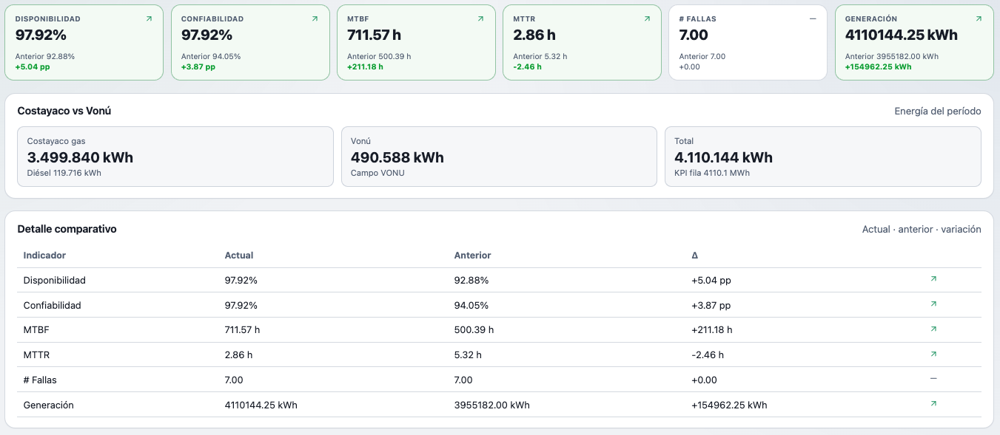 DISPONIBILIDAD
97.92%
Anterior 92.88%
+5.04 pp
CONFIABILIDAD
97.92%
Anterior 94.05%
+3.87 pp
MTBF
711.57 h
Anterior 500.39 h
+211.18 h
MTTR
2.86 h
Anterior 5.32 h
-2.46 h
# FALLAS
7.00
Anterior 7.00
+0.00
GENERACIÓN
4110144.25 kWh
Anterior 3955182.00 kWh
+154962.25 kWh
Costayaco vs Vonú
Energía del período
Costayaco gas
3.499.840 kWh
Diésel 119.716 kWh
Vonú
490.588 kWh
Campo VONU
Total
4.110.144 kWh
KPI fila 4110.1 MWh
Detalle comparativo
Actual · anterior · variación
Indicador Actual Anterior Δ
Disponibilidad 97.92% 92.88% +5.04 pp
Confiabilidad 97.92% 94.05% +3.87 pp
MTBF 711.57 h 500.39 h +211.18 h
MTTR 2.86 h 5.32 h -2.46 h
# Fallas 7.00 7.00 +0.00
Generación 4110144.25 kWh 3955182.00 kWh +154962.25 kWh